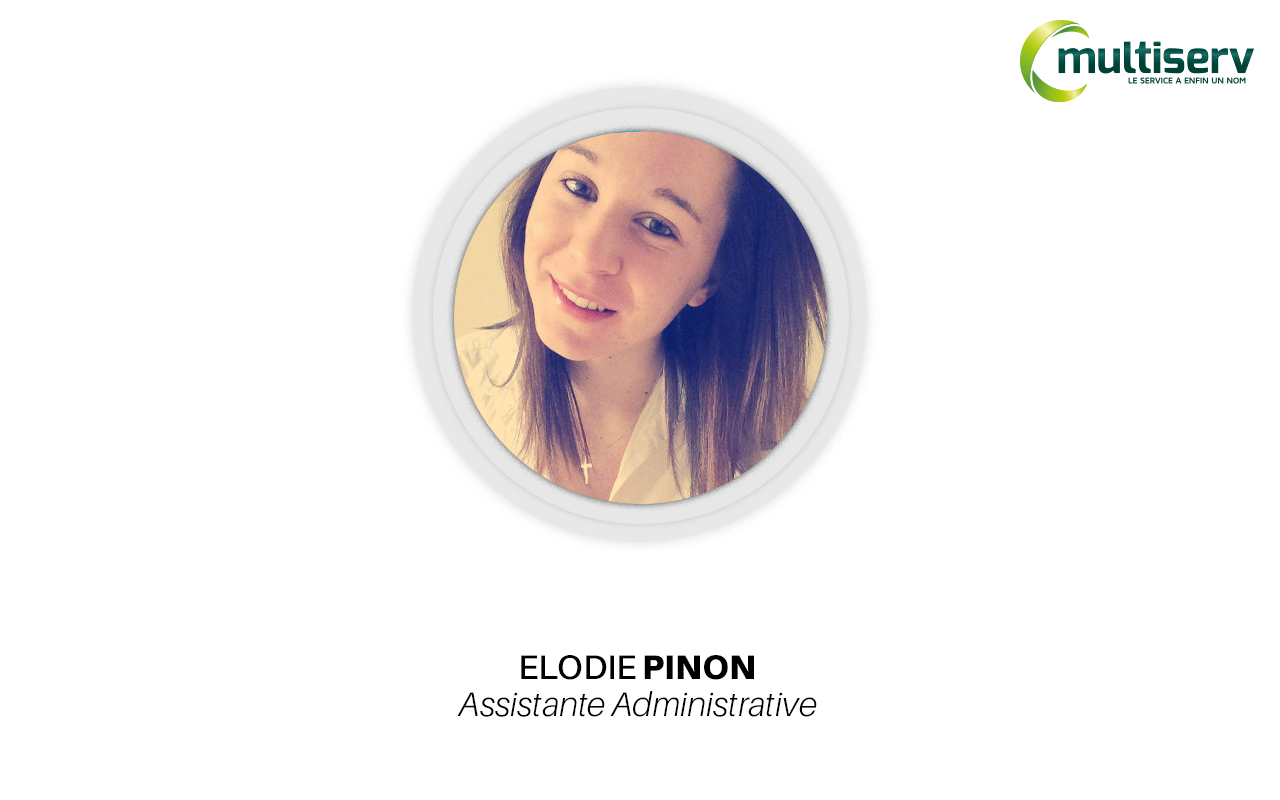 multiserv
LE SERVICE A ENFIN UN NOM
ELODIE PINON
Assistante Administrative